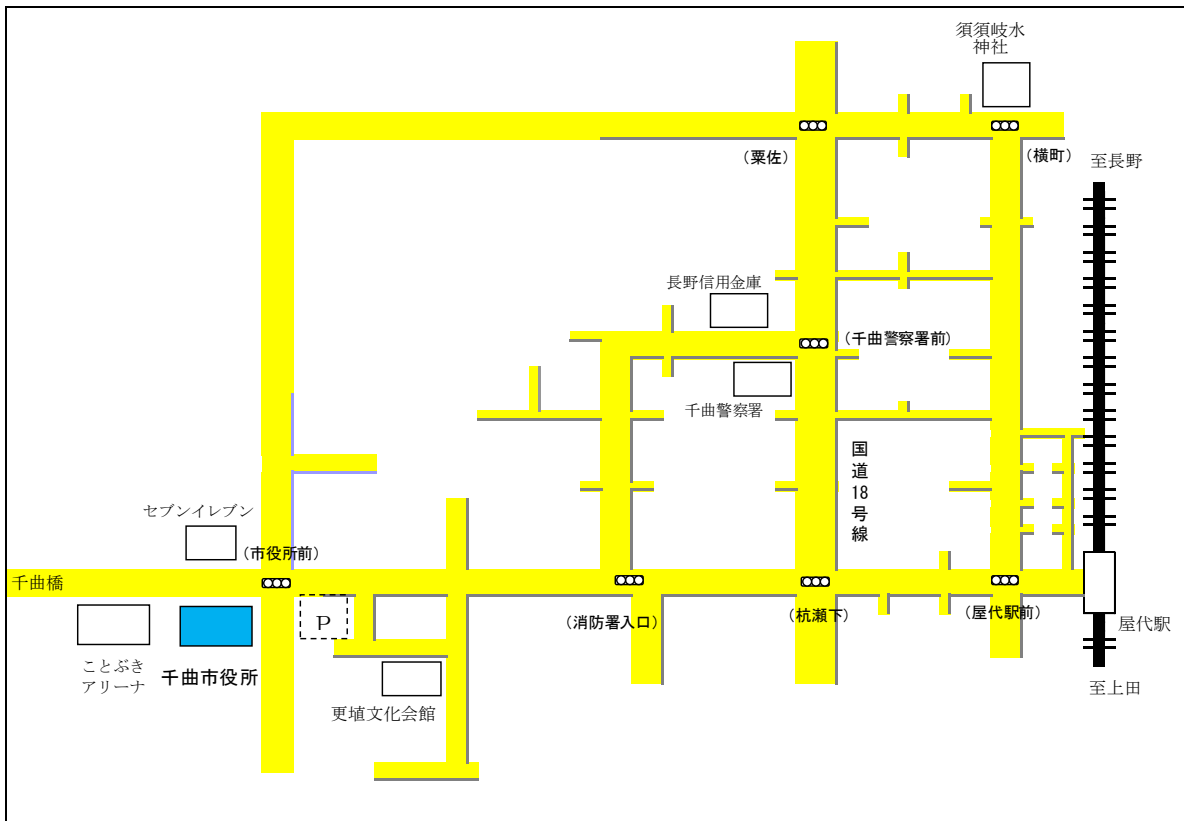 須須岐水
神社
（粟佐）
（横町）
至長野
長野信用金庫
（千曲警察署前）
千曲警察署
国道18号線
セブンイレブン
（市役所前）
千曲橋
P
（消防署入口）
（杭瀬下）
（屋代駅前）
屋代駅
ことぶき
アリーナ
千曲市役所
更埴文化会館
至上田